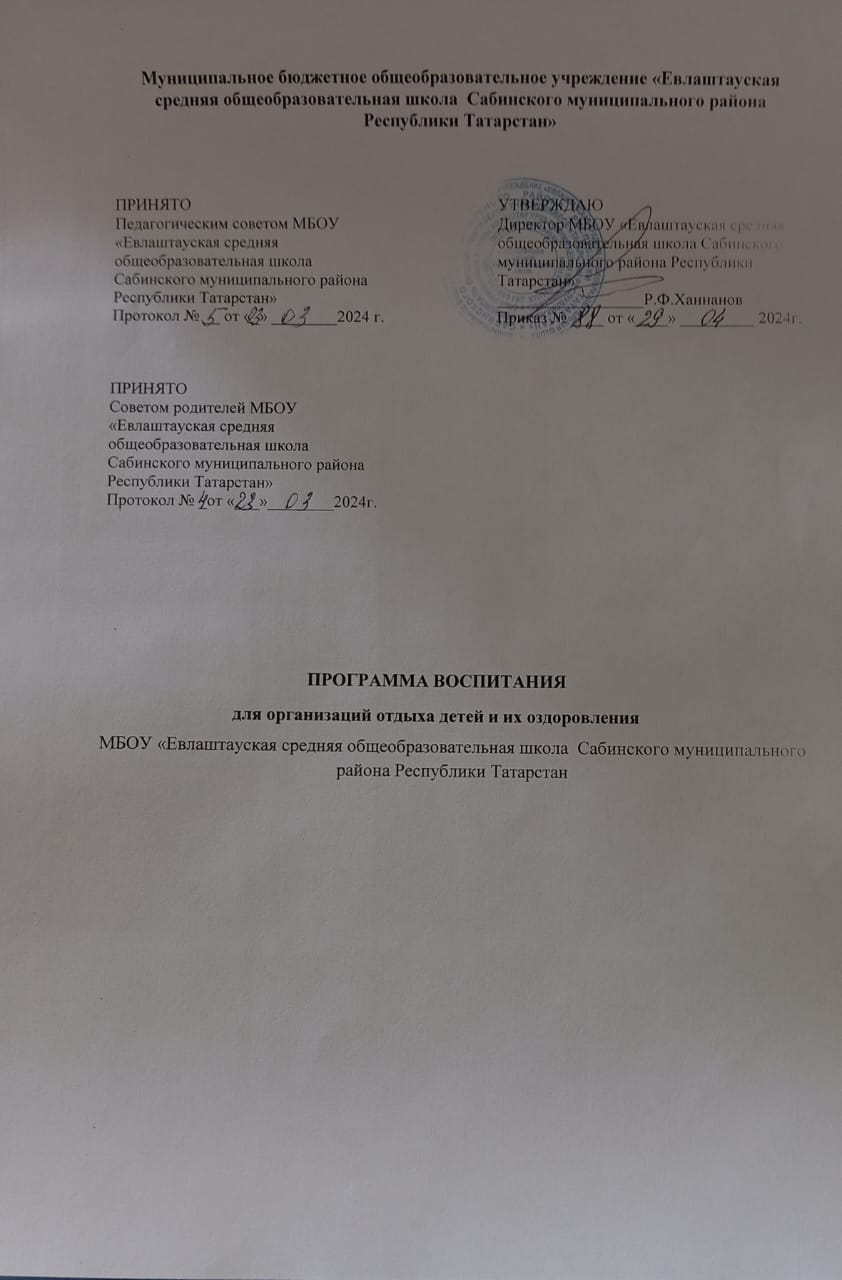 Муниципальное бюджетное общеобразовательное учреждение «Евлаштауская
средняя общеобразовательная школа Сабинского муниципального района
Республики Татарстан»
ПРИНЯТО
Педагогическим советом МБОУ
«Евлаштауская средняя
общеобразовательная школа
Сабинского муниципального района
Республики Татарстан»
Протокол № 5 от «23» 03 2024 г.
УТВЕРЖДАЮ
Директор МБОУ «Евлаштауская средняя
общеобразовательная школа Сабинского
муниципального района Республики
Татарстан»
Р.Ф.Ханнанов
Приказ № 88 от «29» 04 2024г.
ПРИНЯТО
Советом родителей МБОУ
«Евлаштауская средняя
общеобразовательная школа
Сабинского муниципального района
Республики Татарстан»
Протокол № 4 от «23» 03 2024г.
ПРОГРАММА ВОСПИТАНИЯ
для организаций отдыха детей и их оздоровления
МБОУ «Евлаштауская средняя общеобразовательная школа Сабинского муниципального
района Республики Татарстан